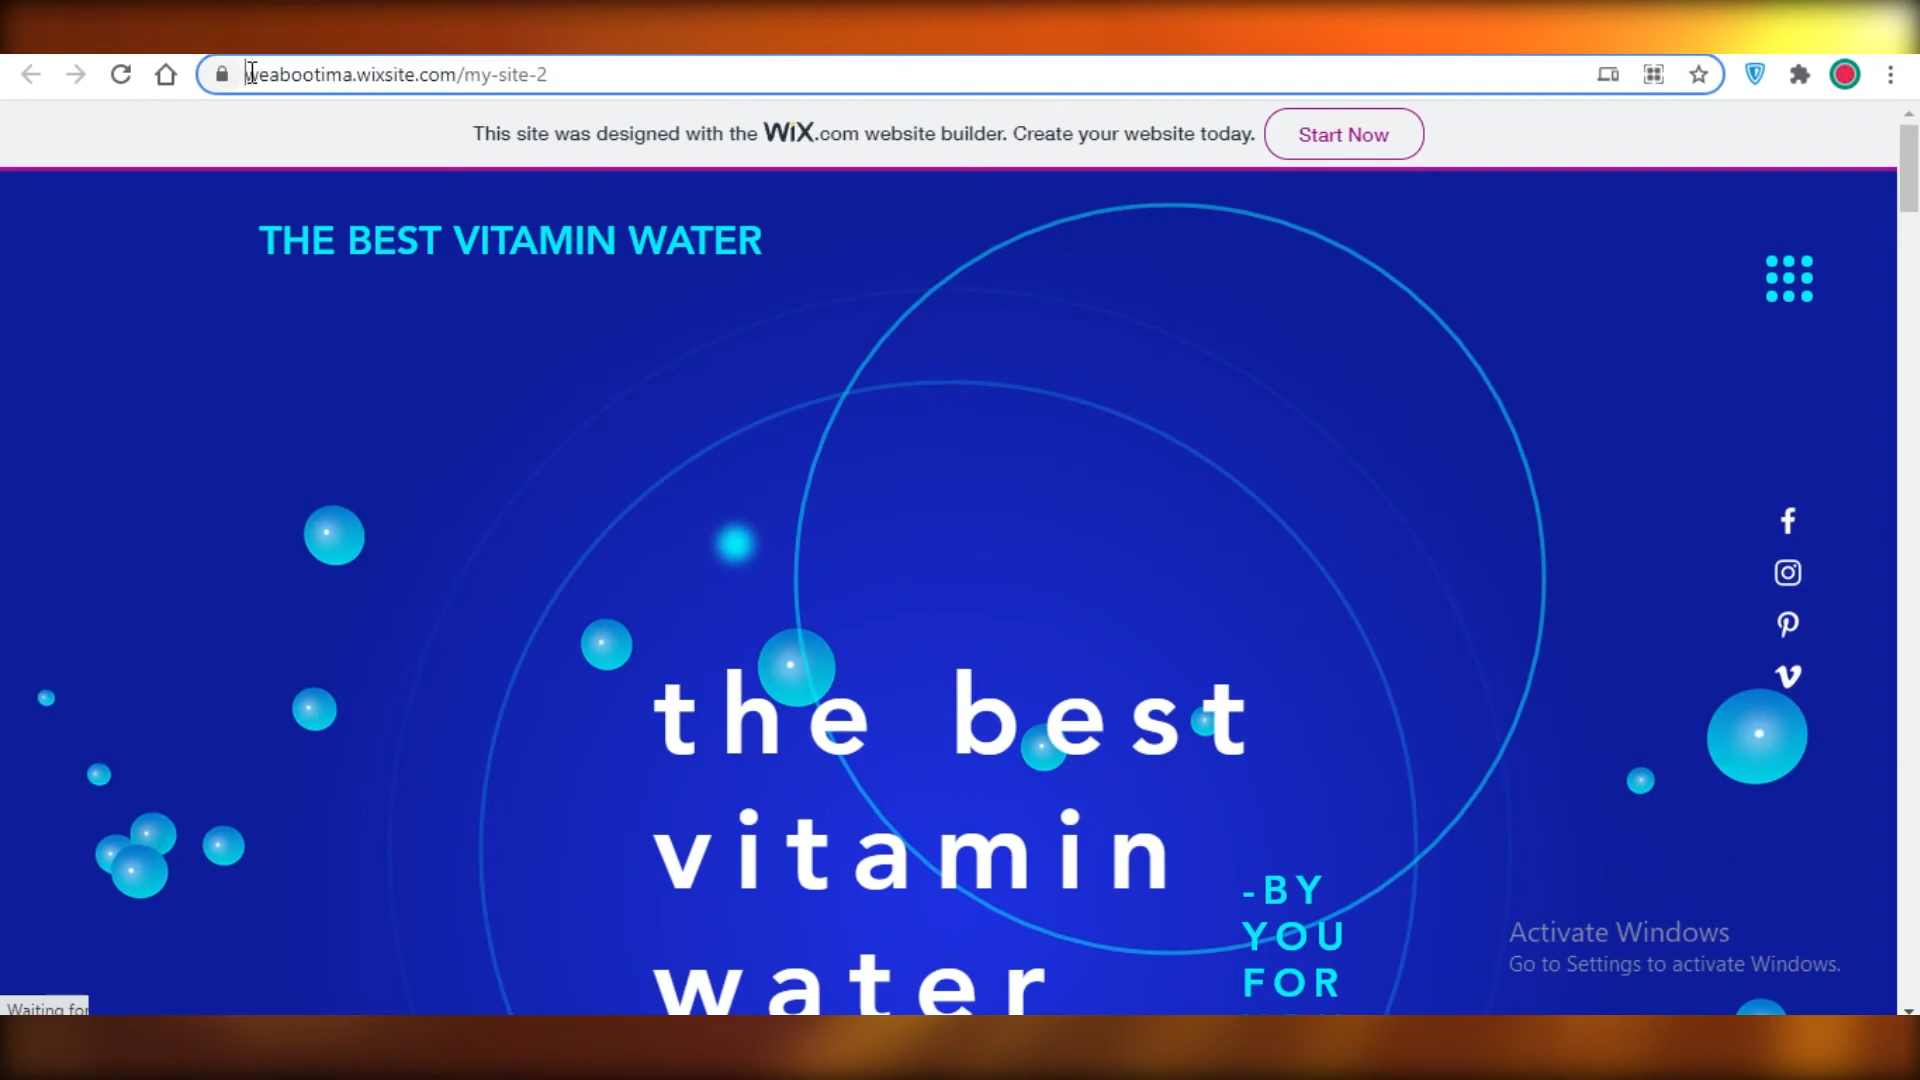 weabootima.wixsite.com/my-site-2
This site was designed with the WiX.com website builder. Create your website today. Start Now
THE BEST VITAMIN WATER
the best
vitamin
water
-BY
YOU
FOR
Activate Windows
Go to Settings to activate Windows.
Waiting for